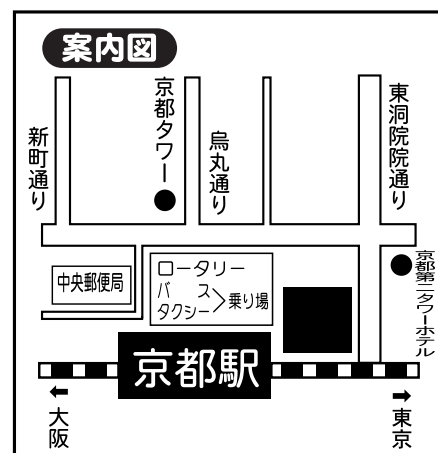 案内図
新町通り
京都タワー
烏丸通り
東洞院院通り
中央郵便局
ロータリー
バス
タクシー
乗り場
京都第二タワーホテル
京都駅
大阪
東京